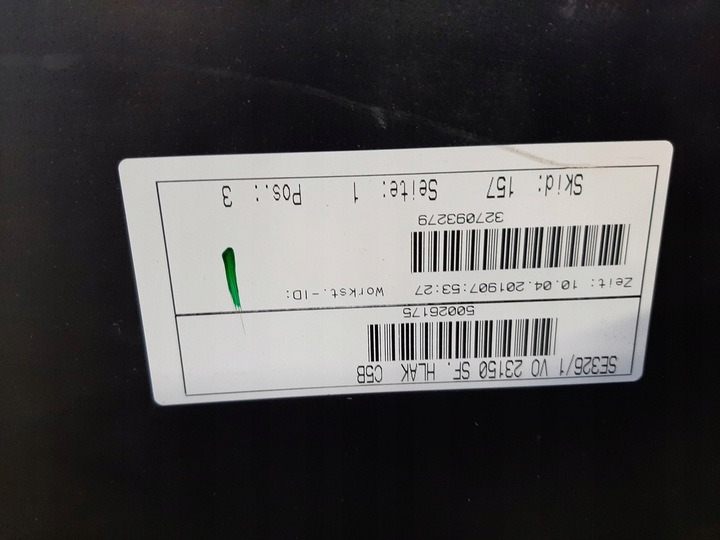 SE326/1 VO 23150 SF. HLAK C5B
50026175
Zeit: 10.04.201907:53:27 Workst.-ID:
327093279
Skid: 157 Seite: 1 Pos.: 3